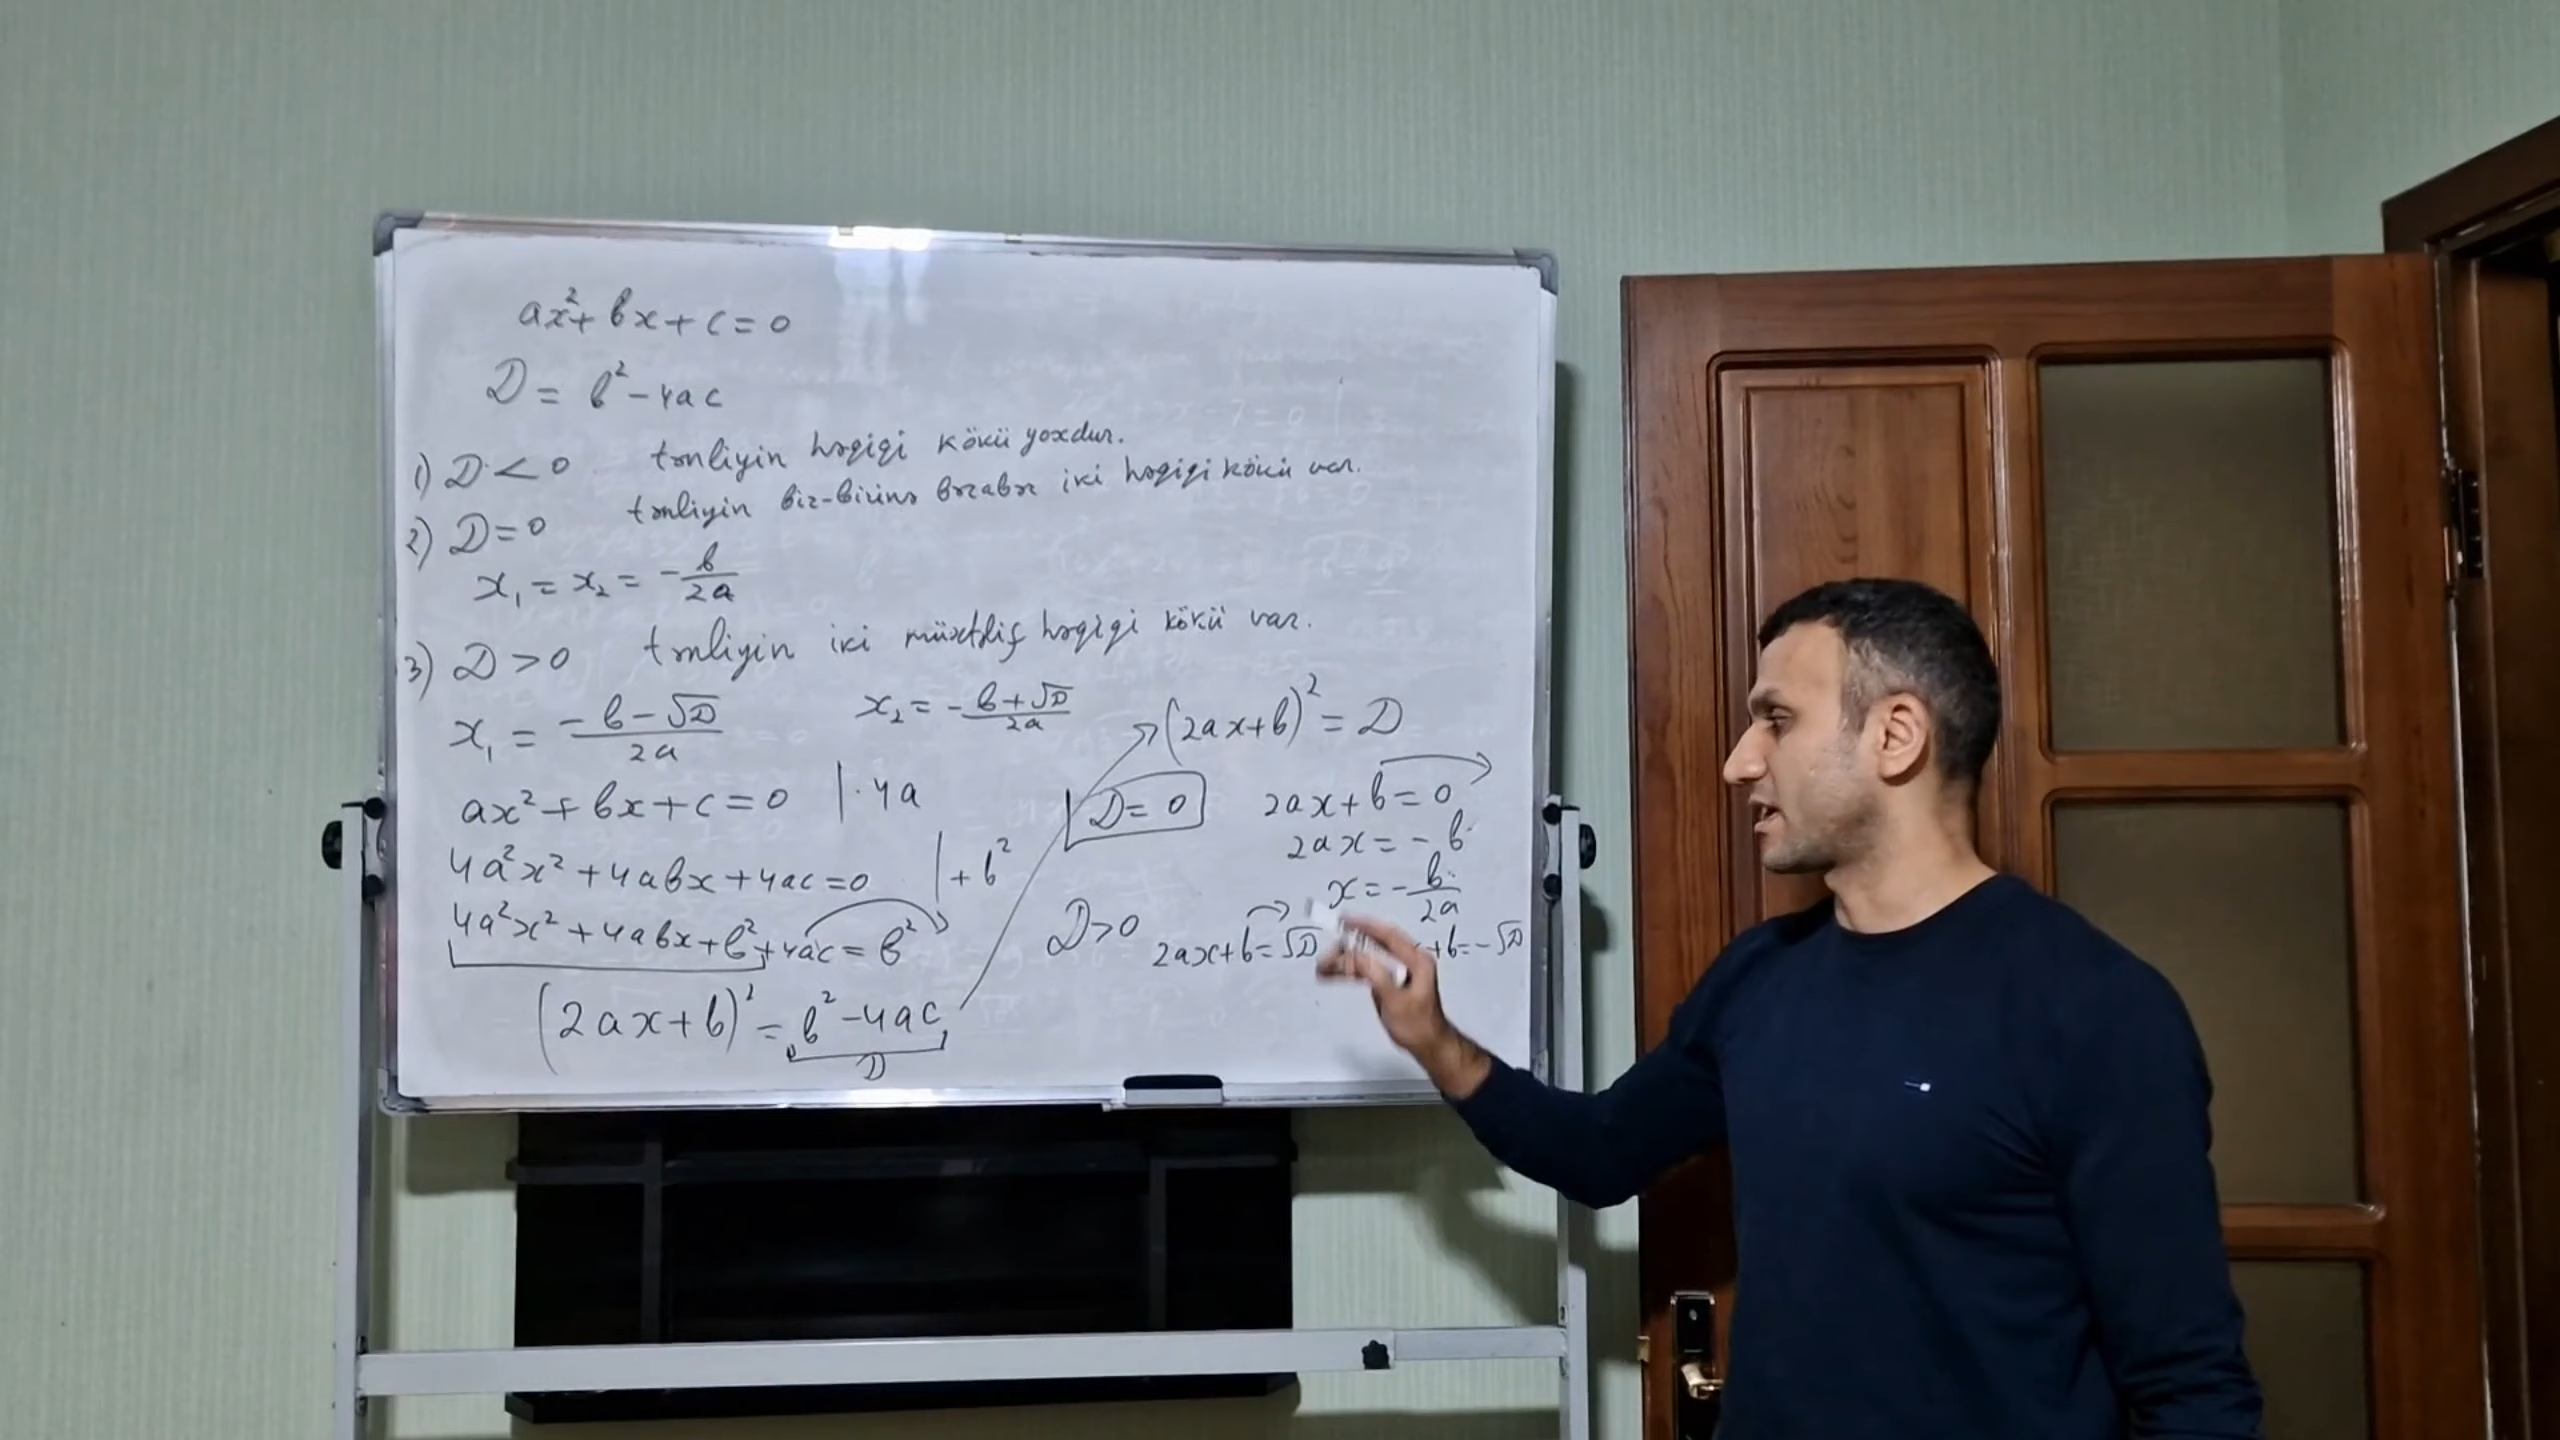 ax²+bx+c=0
D=b²-4ac
1) D<0 tənliyin həqiqi kökü yoxdur.
2) D=0 tənliyin bir-birinə bərabər iki həqiqi kökü var.
x₁=x₂=-b/2a
3) D>0 tənliyin iki müxtəlif həqiqi kökü var.
x₁=(-b-√D)/2a x₂=-(b+√D)/2a
ax²+bx+c=0 |·4a
4a²x²+4abx+4ac=0 |+b²
4a²x²+4abx+b²+4ac=b²
(2ax+b)²=b²-4ac
D
(2ax+b)²=D
D=0 2ax+b=0
2ax=-b
x=-b/2a
D>0 2ax+b=√D x+b=-√D